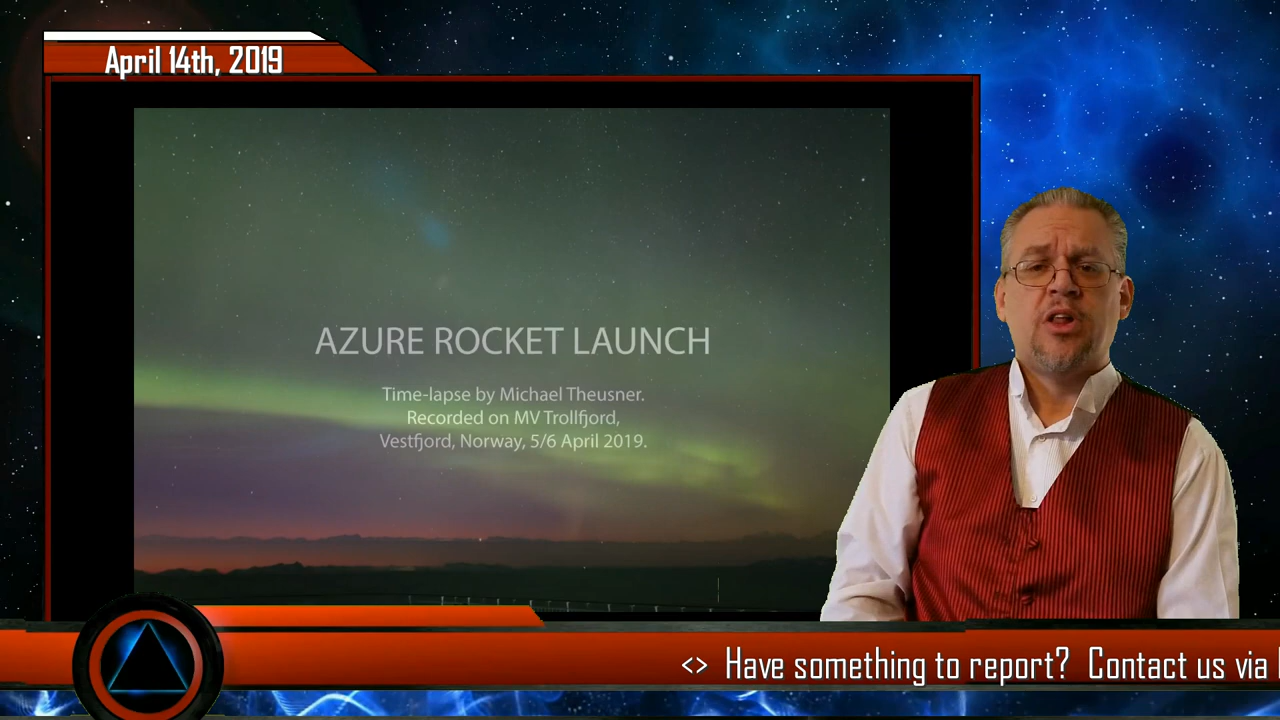 April 14th, 2019
AZURE ROCKET LAUNCH
Time-lapse by Michael Theusner.
Recorded on MV Trollfjord,
Vestfjord, Norway, 5/6 April 2019.
<> Have something to report? Contact us via